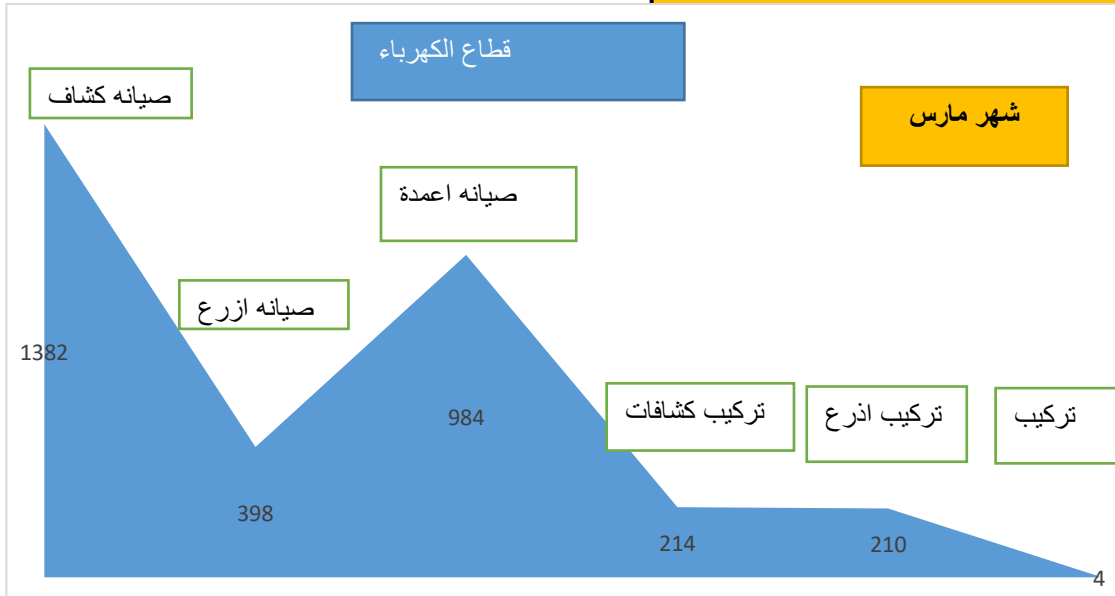 قطاع الكهرباء
شهر مارس
صيانه كشاف
صيانه اعمدة
صيانه ازرع
تركيب كشافات
تركيب اذرع
تركيب
1382
398
984
214
210
4